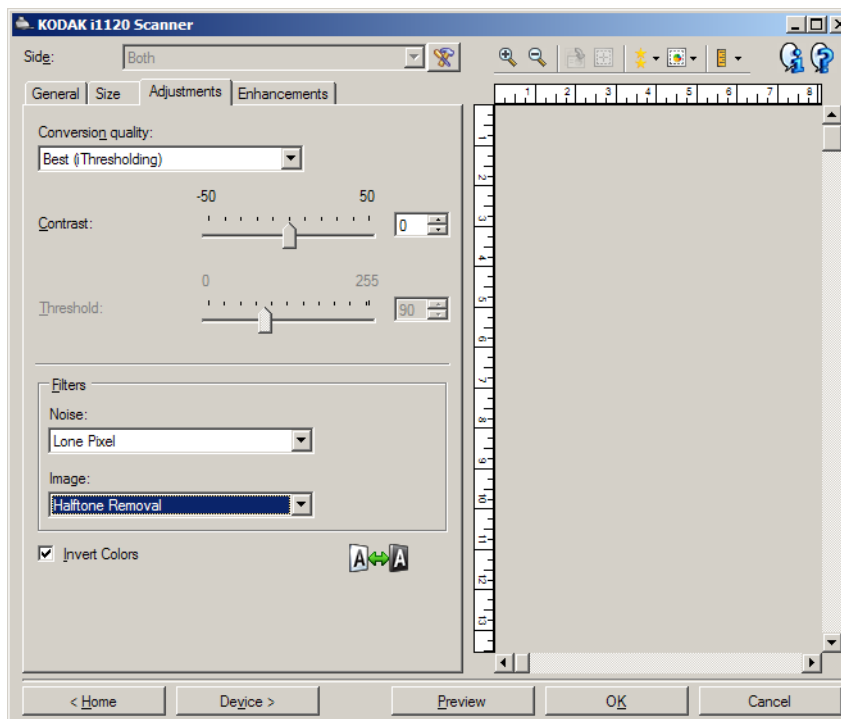 KODAK i1120 Scanner
Side: Both
General Size Adjustments Enhancements
Conversion quality:
Best (iThresholding)
-50 50
Contrast: 0
0 255
Threshold: 90
Filters
Noise:
Lone Pixel
Image:
Halftone Removal
Invert Colors
A A
1 2 3 4 5 6 7 8
1
2
3
4
5
6
7
8
9
10
11
12
13
< Home Device > Preview OK Cancel